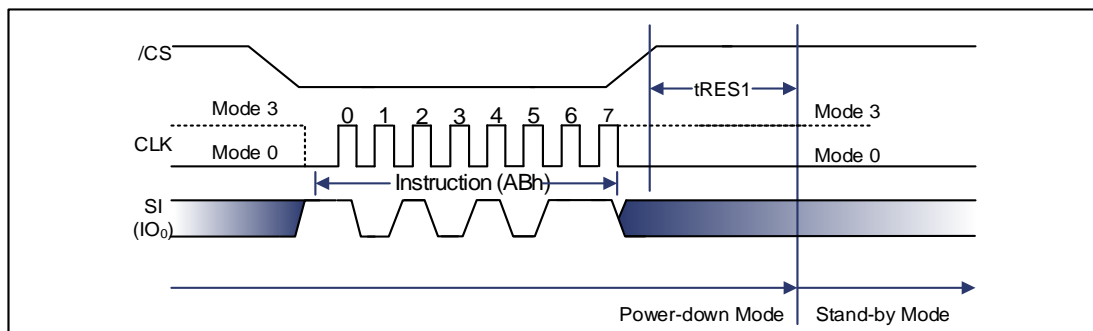 /CS
tRES1
Mode 3
0 1 2 3 4 5 6 7
Mode 3
CLK
Mode 0
Mode 0
Instruction (ABh)
SI
(IO₀)
Power-down Mode
Stand-by Mode